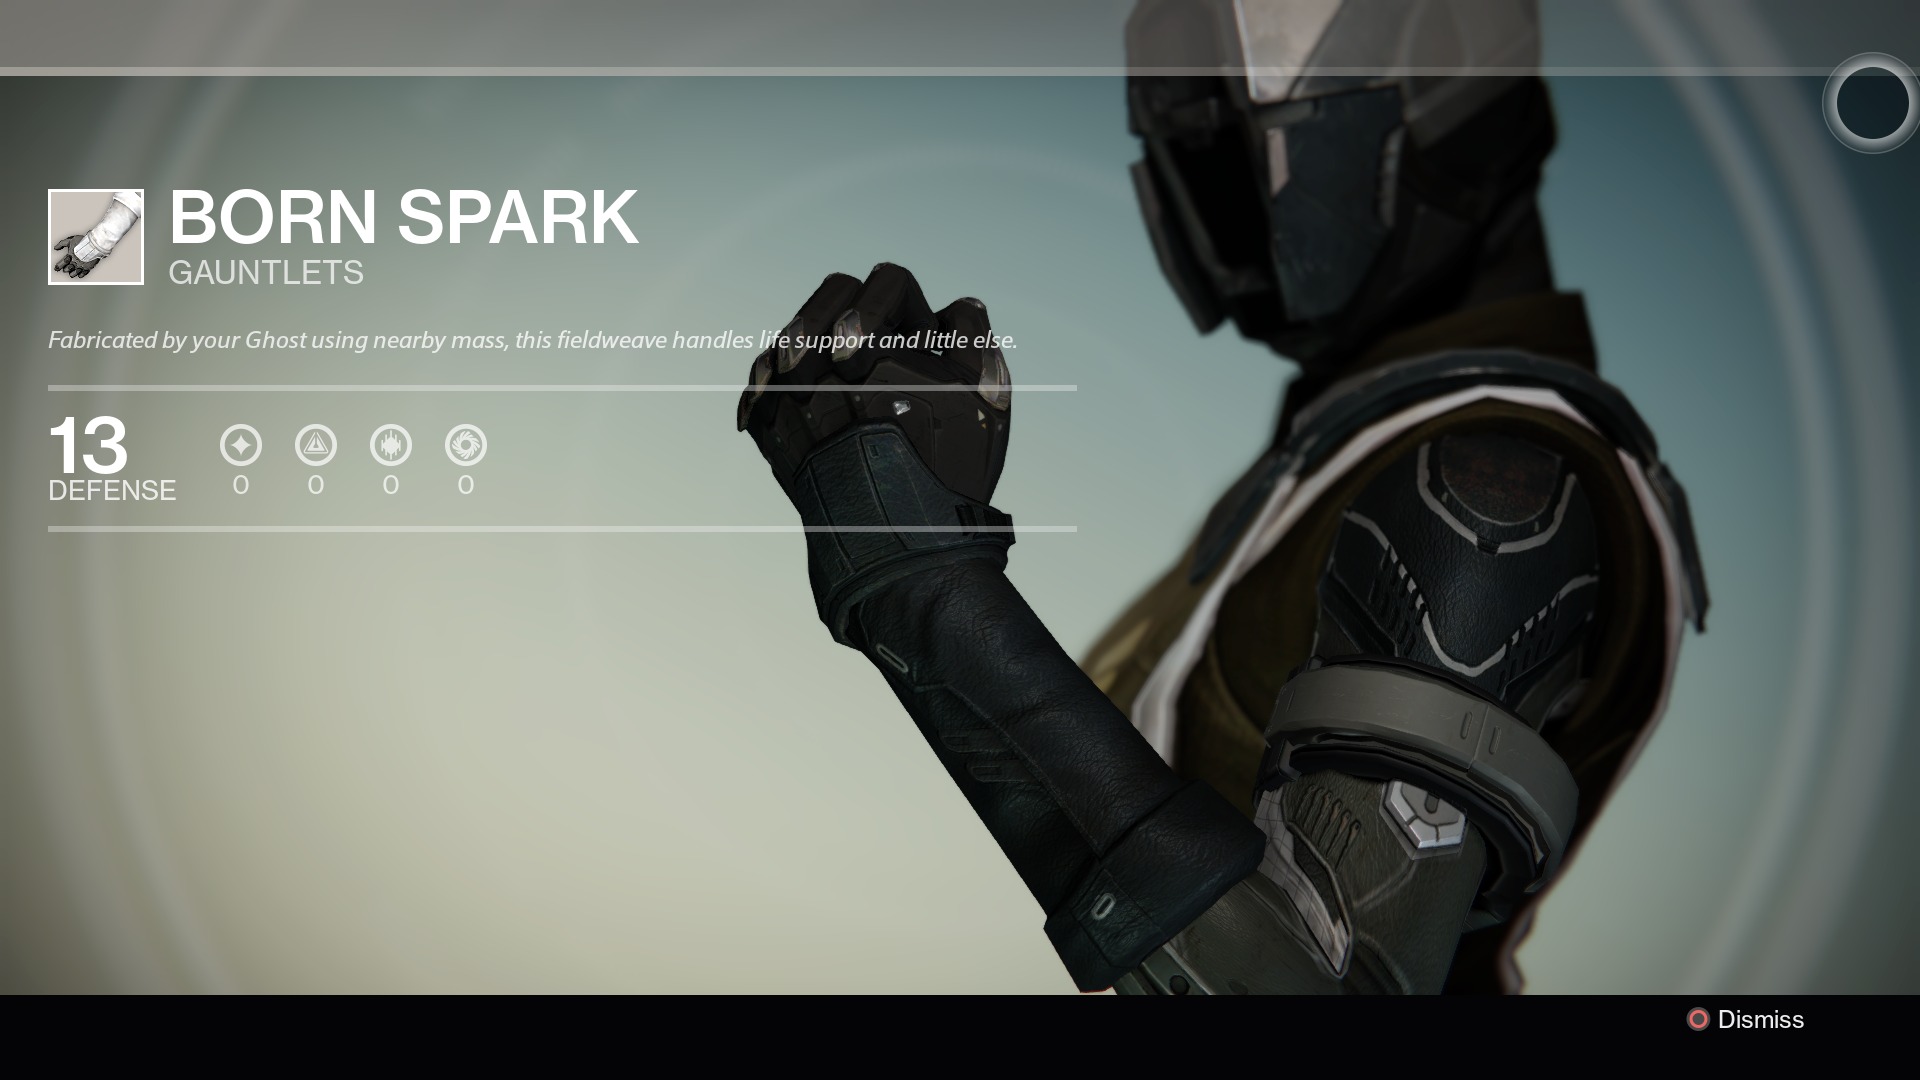 BORN SPARK
GAUNTLETS
Fabricated by your Ghost using nearby mass, this fieldweave handles life support and little else.
13
DEFENSE
0 0 0 0
Dismiss